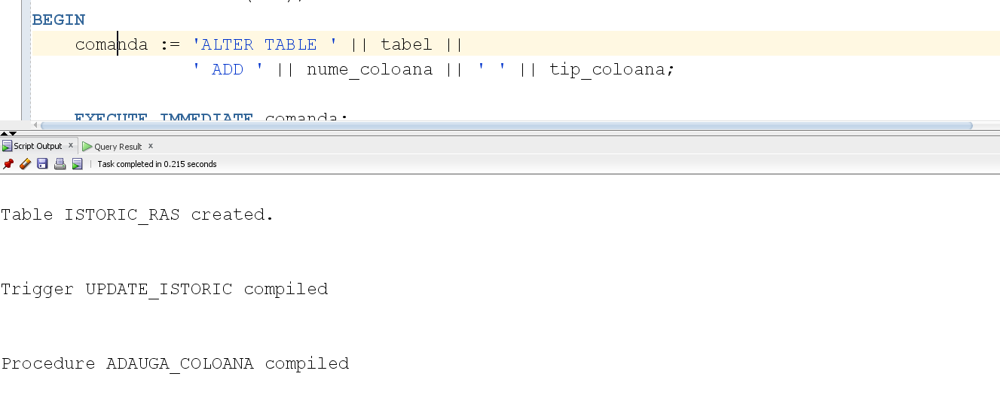 BEGIN
comanda := 'ALTER TABLE ' || tabel ||
' ADD ' || nume_coloana || ' ' || tip_coloana;
EXECUTE IMMEDIATE comanda;
Script Output x Query Result x
Task completed in 0.215 seconds
Table ISTORIC_RAS created.
Trigger UPDATE_ISTORIC compiled
Procedure ADAUGA_COLOANA compiled